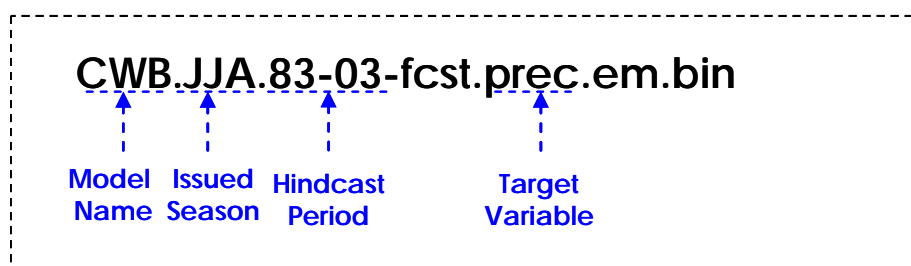 CWB.JJA.83-03-fcst.prec.em.bin
Model Name
Issued Season
Hindcast Period
Target Variable